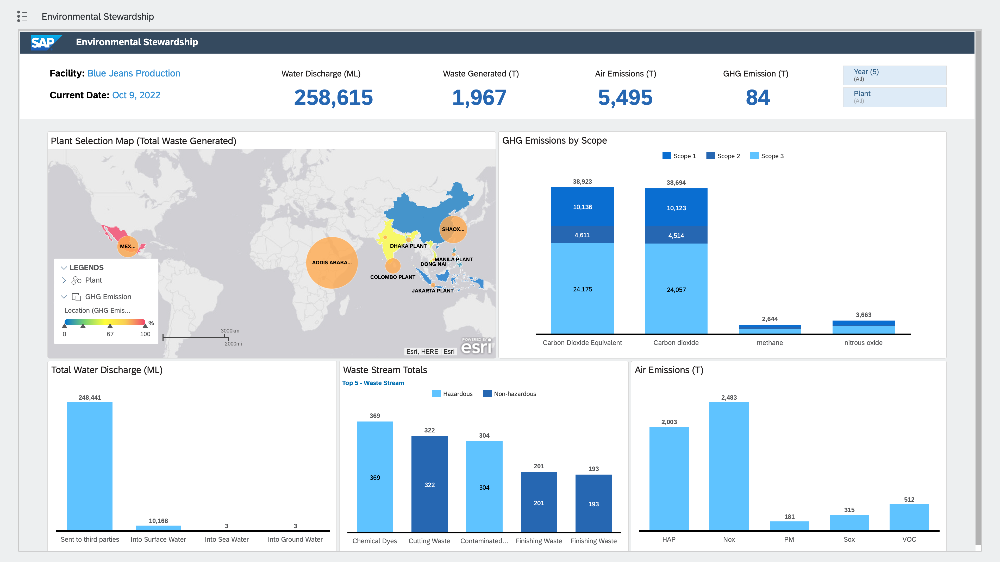 Environmental Stewardship
SAP
Environmental Stewardship
Facility: Blue Jeans Production
Current Date: Oct 9, 2022
Water Discharge (ML)
258,615
Waste Generated (T)
1,967
Air Emissions (T)
5,495
GHG Emission (T)
84
Year (5)
(All)
Plant
(All)
Plant Selection Map (Total Waste Generated)
MEX...
ADDIS ABABA...
SHAOX...
DHAKA PLANT
MANILA PLANT
DONG NAI
COLOMBO PLANT
JAKARTA PLANT
LEGENDS
Plant
GHG Emission
Location (GHG Emis...
%
0
67
100
3000km
2000mi
Esri, HERE | Esri
POWERED BY
esri
GHG Emissions by Scope
Scope 1
Scope 2
Scope 3
38,923
10,136
4,611
24,175
38,694
10,123
4,514
24,057
2,644
3,663
Carbon Dioxide Equivalent
Carbon dioxide
methane
nitrous oxide
Total Water Discharge (ML)
248,441
10,168
3
3
Sent to third parties
Into Surface Water
Into Sea Water
Into Ground Water
Waste Stream Totals
Top 5 - Waste Stream
Hazardous
Non-hazardous
369
369
322
322
304
304
201
201
193
193
Chemical Dyes
Cutting Waste
Contaminated...
Finishing Waste
Finishing Waste
Air Emissions (T)
2,003
2,483
181
315
512
HAP
Nox
PM
Sox
VOC